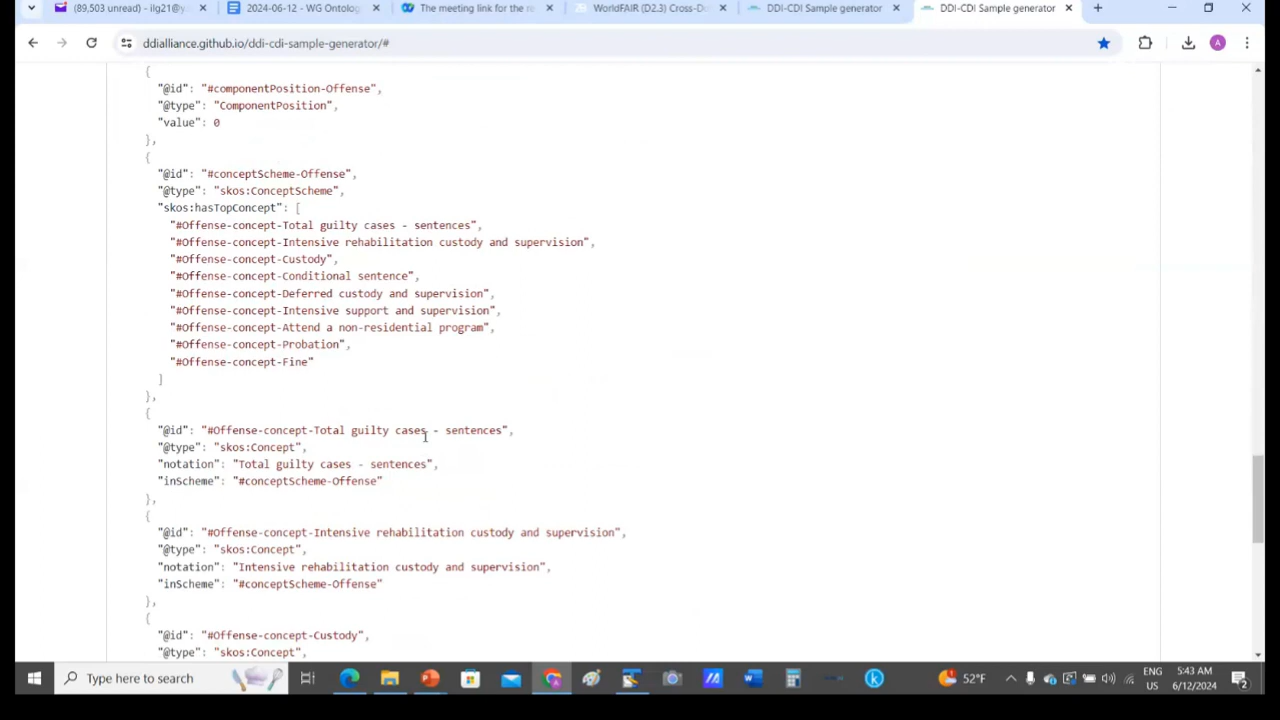 (89,503 unread) - ilg21@yahoo.
2024-06-12 - WG Ontolog
The meeting link for the n
WorldFAIR (D2.3) Cross-Do
DDI-CDI Sample generator
DDI-CDI Sample generator
ddialliance.github.io/ddi-cdi-sample-generator/#
A
{
"@id": "#componentPosition-Offense",
"@type": "ComponentPosition",
"value": 0
},
{
"@id": "#conceptScheme-Offense",
"@type": "skos:ConceptScheme",
"skos:hasTopConcept": [
"#Offense-concept-Total guilty cases - sentences",
"#Offense-concept-Intensive rehabilitation custody and supervision",
"#Offense-concept-Custody",
"#Offense-concept-Conditional sentence",
"#Offense-concept-Deferred custody and supervision",
"#Offense-concept-Intensive support and supervision",
"#Offense-concept-Attend a non-residential program",
"#Offense-concept-Probation",
"#Offense-concept-Fine"
]
},
{
"@id": "#Offense-concept-Total guilty cases - sentences",
"@type": "skos:Concept",
"notation": "Total guilty cases - sentences",
"inScheme": "#conceptScheme-Offense"
},
{
"@id": "#Offense-concept-Intensive rehabilitation custody and supervision",
"@type": "skos:Concept",
"notation": "Intensive rehabilitation custody and supervision",
"inScheme": "#conceptScheme-Offense"
},
{
"@id": "#Offense-concept-Custody",
"@type": "skos:Concept",
Type here to search
52°F
ENG
US
5:43 AM
6/12/2024
2